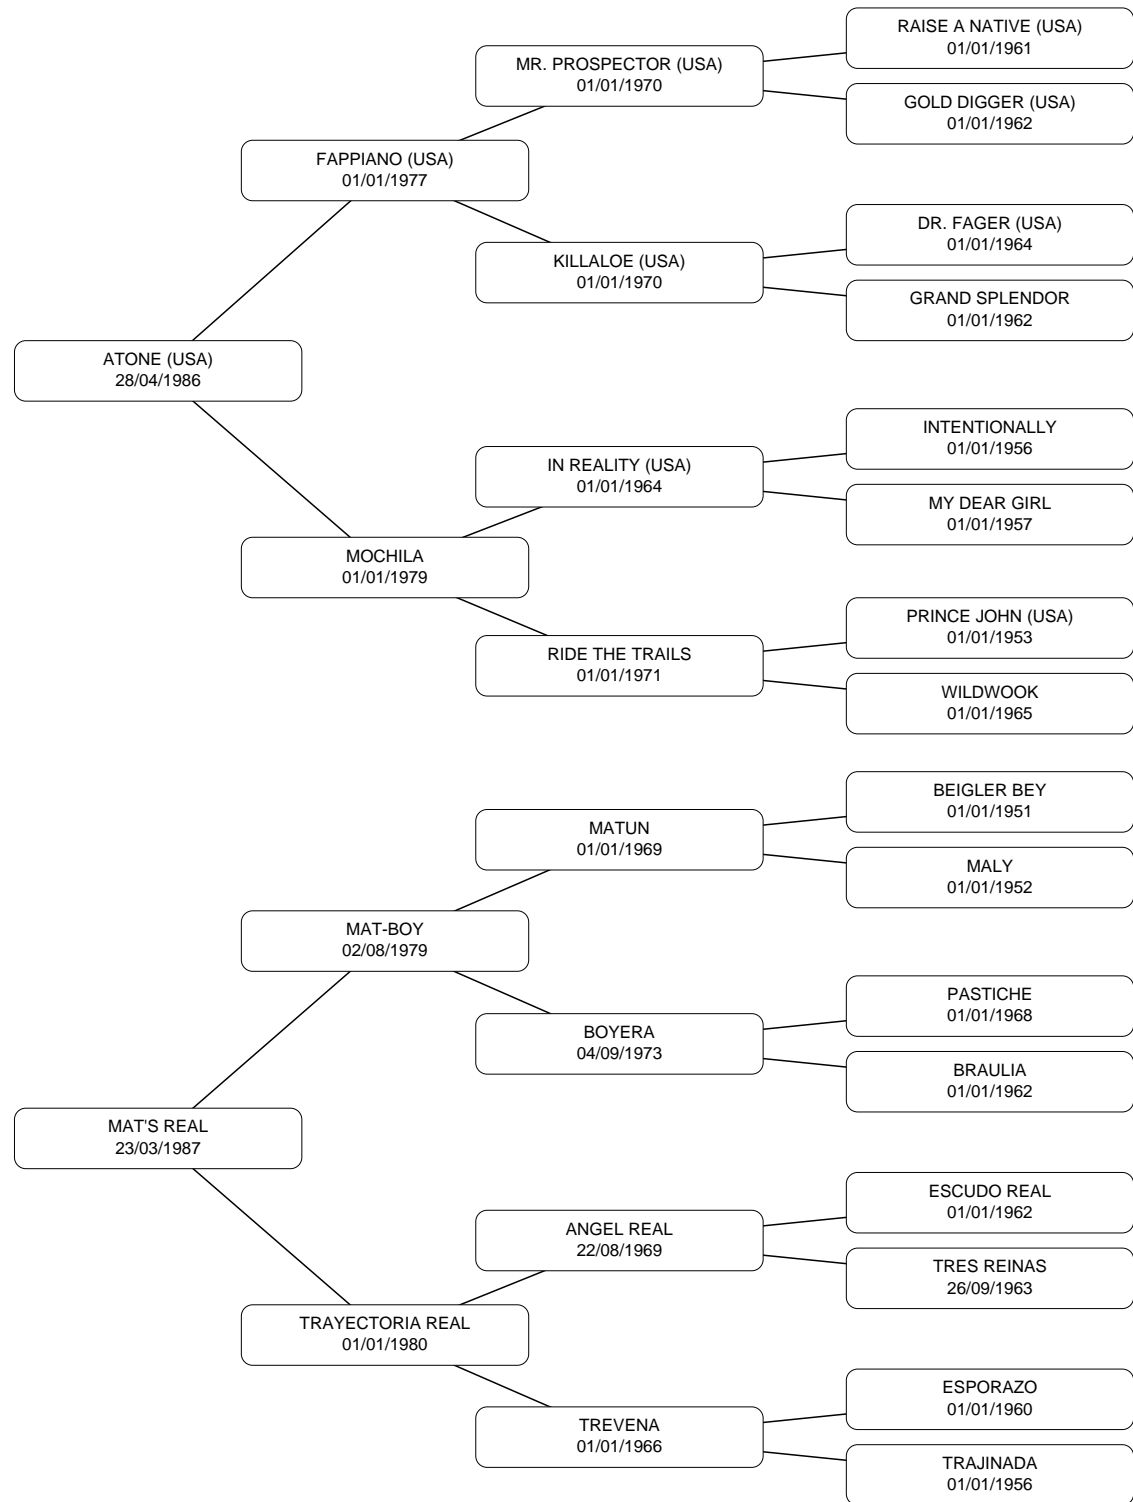 RAISE A NATIVE (USA)
01/01/1961
MR. PROSPECTOR (USA)
01/01/1970
GOLD DIGGER (USA)
01/01/1962
FAPPIANO (USA)
01/01/1977
DR. FAGER (USA)
01/01/1964
KILLALOE (USA)
01/01/1970
GRAND SPLENDOR
01/01/1962
ATONE (USA)
28/04/1986
INTENTIONALLY
01/01/1956
IN REALITY (USA)
01/01/1964
MY DEAR GIRL
01/01/1957
MOCHILA
01/01/1979
PRINCE JOHN (USA)
01/01/1953
RIDE THE TRAILS
01/01/1971
WILDWOOK
01/01/1965
BEIGLER BEY
01/01/1951
MATUN
01/01/1969
MALY
01/01/1952
MAT-BOY
02/08/1979
PASTICHE
01/01/1968
BOYERA
04/09/1973
BRAULIA
01/01/1962
MAT'S REAL
23/03/1987
ESCUDO REAL
01/01/1962
ANGEL REAL
22/08/1969
TRES REINAS
26/09/1963
TRAYECTORIA REAL
01/01/1980
ESPORAZO
01/01/1960
TREVENA
01/01/1966
TRAJINADA
01/01/1956